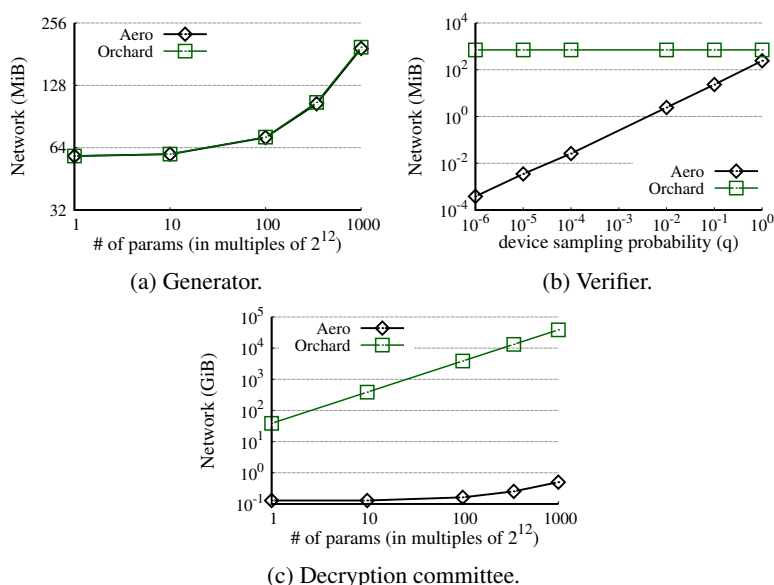 256
128
64
32
Network (MiB)
Aero
Orchard
1 10 100 1000
# of params (in multiples of 2^12)
(a) Generator.
10^4
10^2
10^0
10^-2
10^-4
Network (MiB)
Aero
Orchard
10^-6 10^-5 10^-4 10^-3 10^-2 10^-1 10^0
device sampling probability (q)
(b) Verifier.
10^5
10^4
10^3
10^2
10^1
10^0
10^-1
Network (GiB)
Aero
Orchard
1 10 100 1000
# of params (in multiples of 2^12)
(c) Decryption committee.